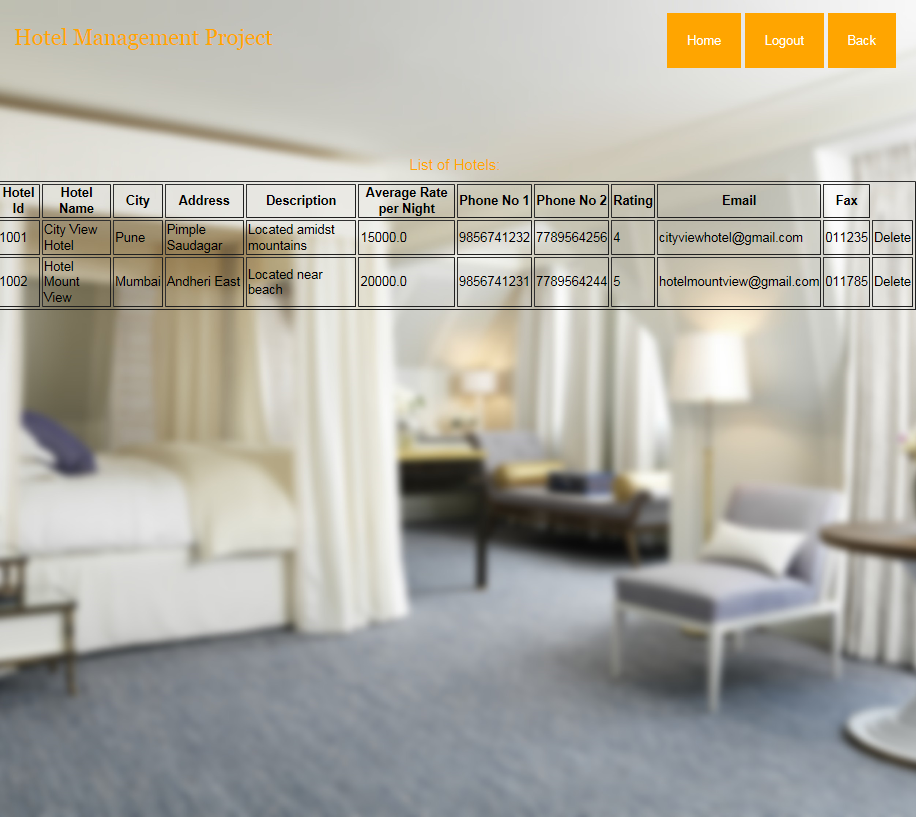 Hotel Management Project
Home Logout Back
List of Hotels:
Hotel Id Hotel Name City Address Description Average Rate per Night Phone No 1 Phone No 2 Rating Email Fax
1001 City View Hotel Pune Pimple Saudagar Located amidst mountains 15000.0 9856741232 7789564256 4 cityviewhotel@gmail.com 011235 Delete
1002 Hotel Mount View Mumbai Andheri East Located near beach 20000.0 9856741231 7789564244 5 hotelmountview@gmail.com 011785 Delete